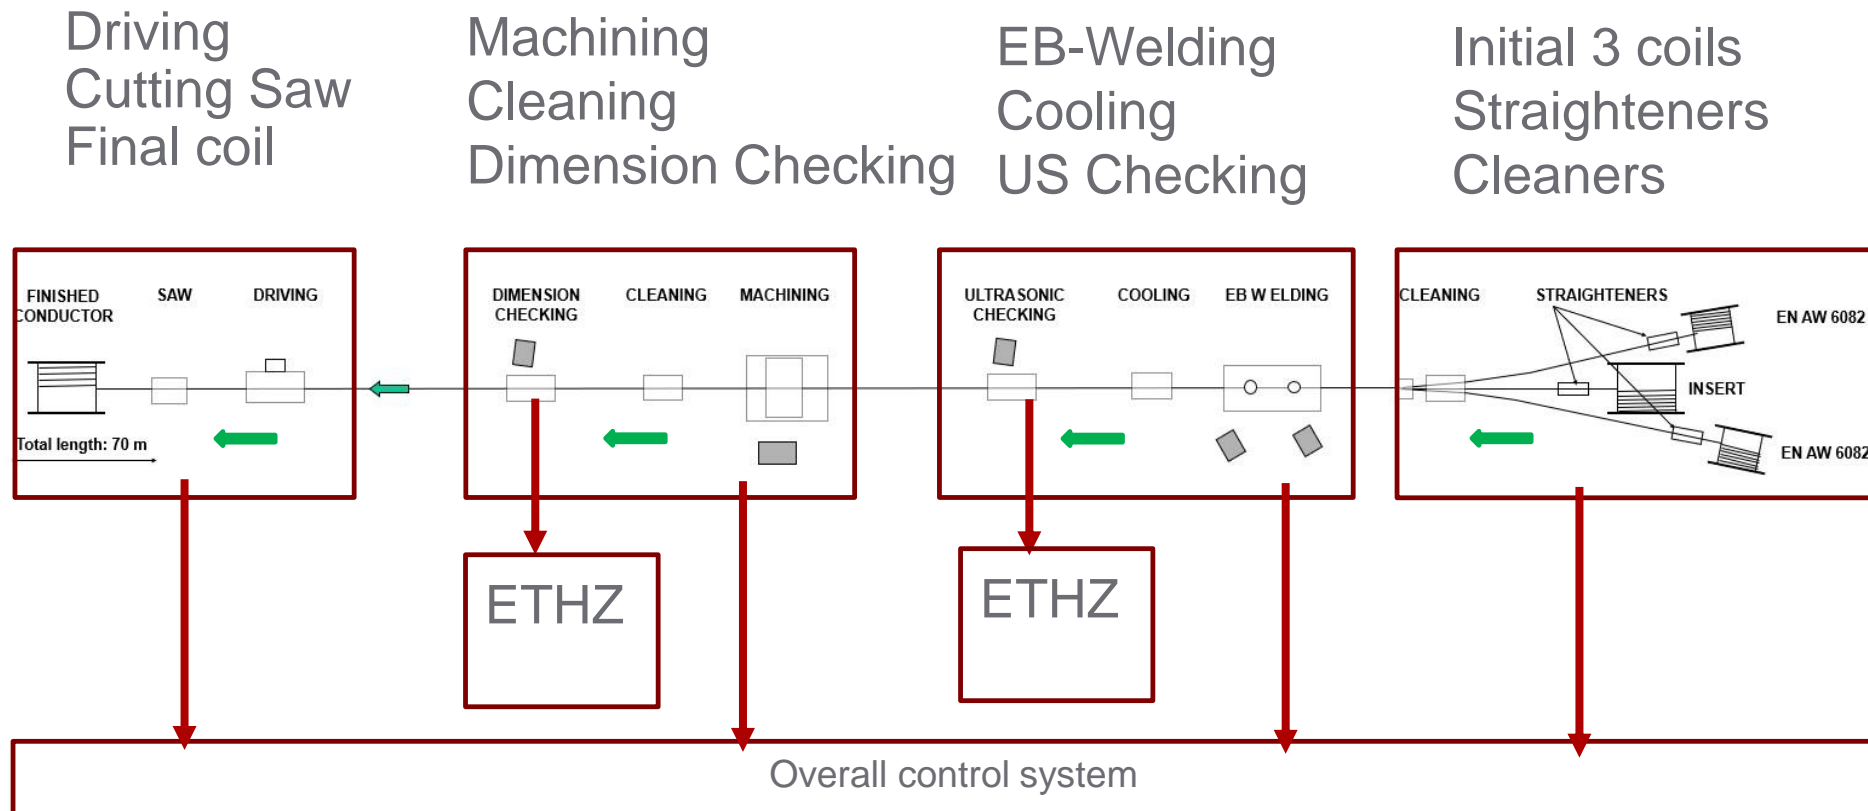 Driving
Cutting Saw
Final coil
Machining
Cleaning
Dimension Checking
EB-Welding
Cooling
US Checking
Initial 3 coils
Straighteners
Cleaners
FINISHED
CONDUCTOR
SAW
DRIVING
Total length: 70 m
DIMENSION
CHECKING
CLEANING
MACHINING
ULTRASONIC
CHECKING
COOLING
EB W ELDING
CLEANING
STRAIGHTENERS
EN AW 6082
INSERT
EN AW 6082
ETHZ
ETHZ
Overall control system